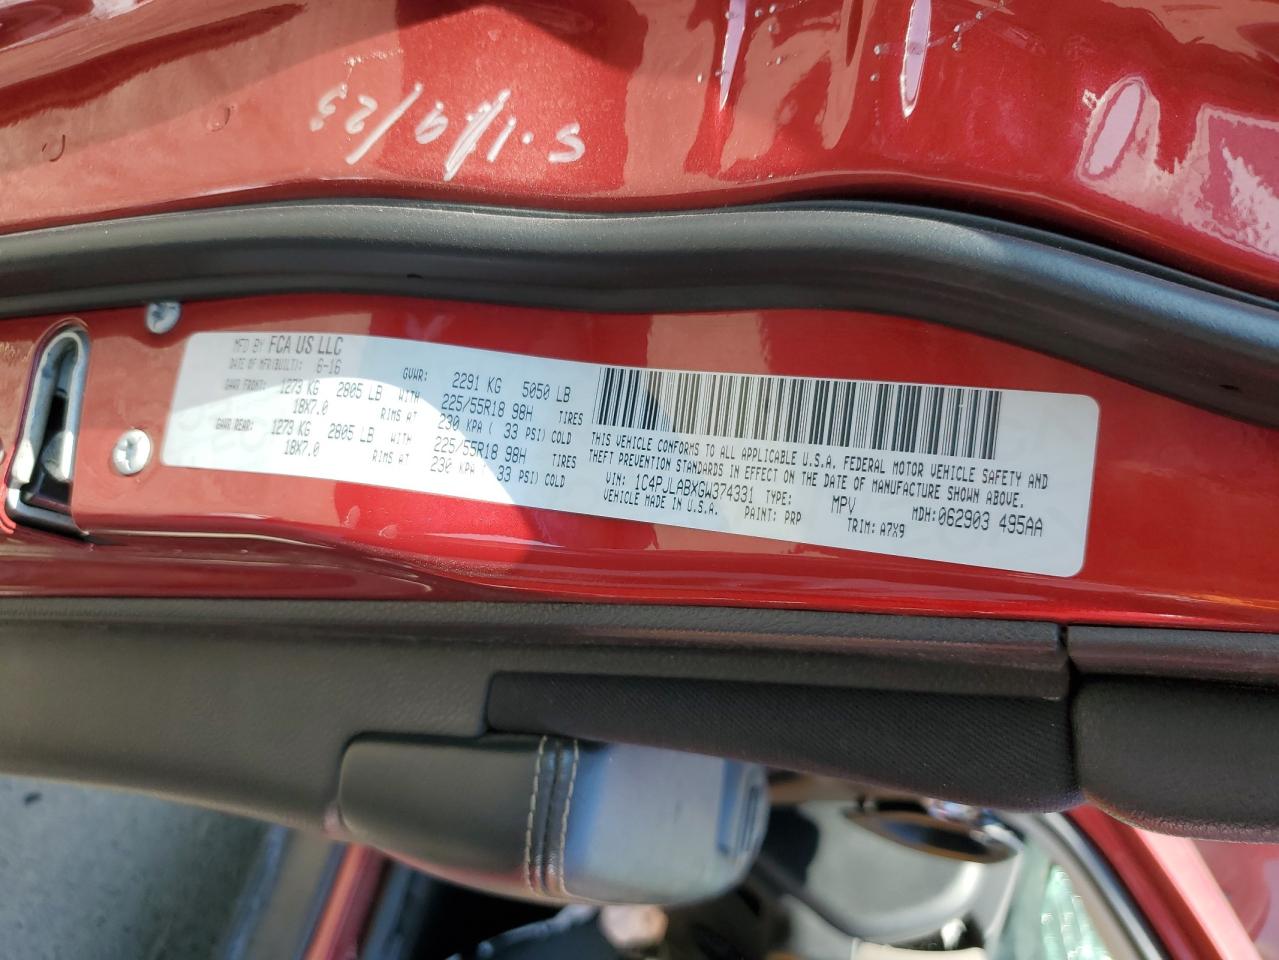 5.1/9/23
MFD BY FCA US LLC
DATE OF MFR(BUILT): 6-16 GVWR: 2291 KG 5050 LB
GAWR FRONT: 1273 KG 2805 LB WITH 225/55R18 98H TIRES
18X7.0 RIMS AT 230 KPA ( 33 PSI) COLD
GAWR REAR: 1273 KG 2805 LB WITH 225/55R18 98H TIRES
18X7.0 RIMS AT 230 KPA ( 33 PSI) COLD
THIS VEHICLE CONFORMS TO ALL APPLICABLE U.S.A. FEDERAL MOTOR VEHICLE SAFETY AND
THEFT PREVENTION STANDARDS IN EFFECT ON THE DATE OF MANUFACTURE SHOWN ABOVE.
VIN: 1C4PJLABXGW374331 TYPE: MPV MDH:062903 495AA
VEHICLE MADE IN U.S.A. PAINT: PRP TRIM: A7X9